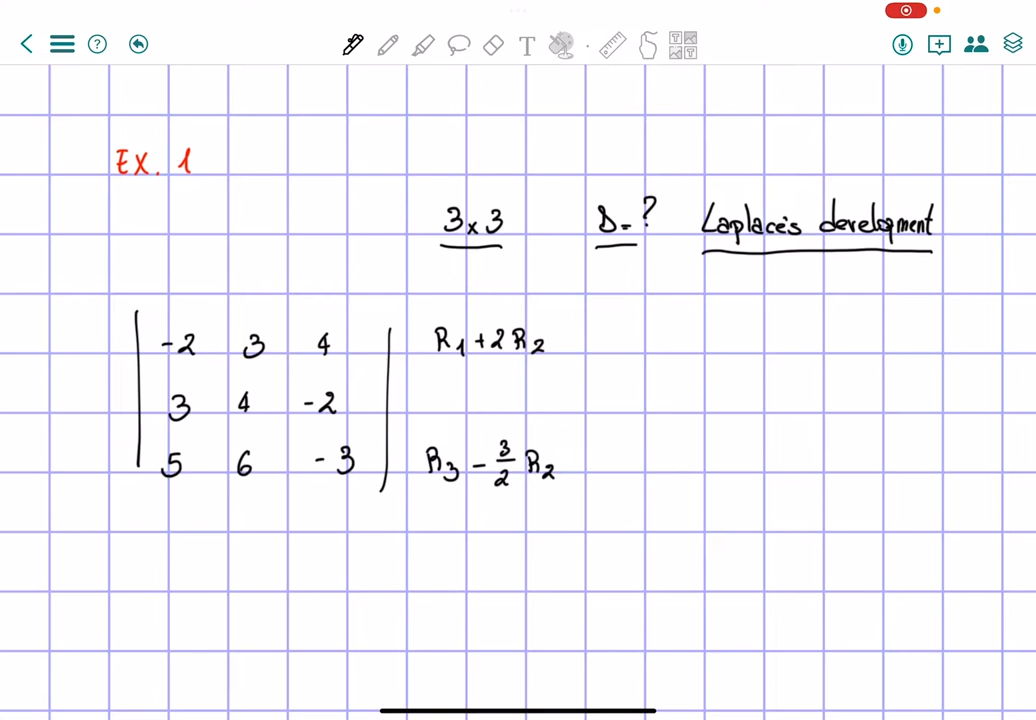 Ex. 1
3x3 D=? Laplace's development
-2 3 4 R1+2R2
3 4 -2
5 6 -3 R3 - 3/2 R2